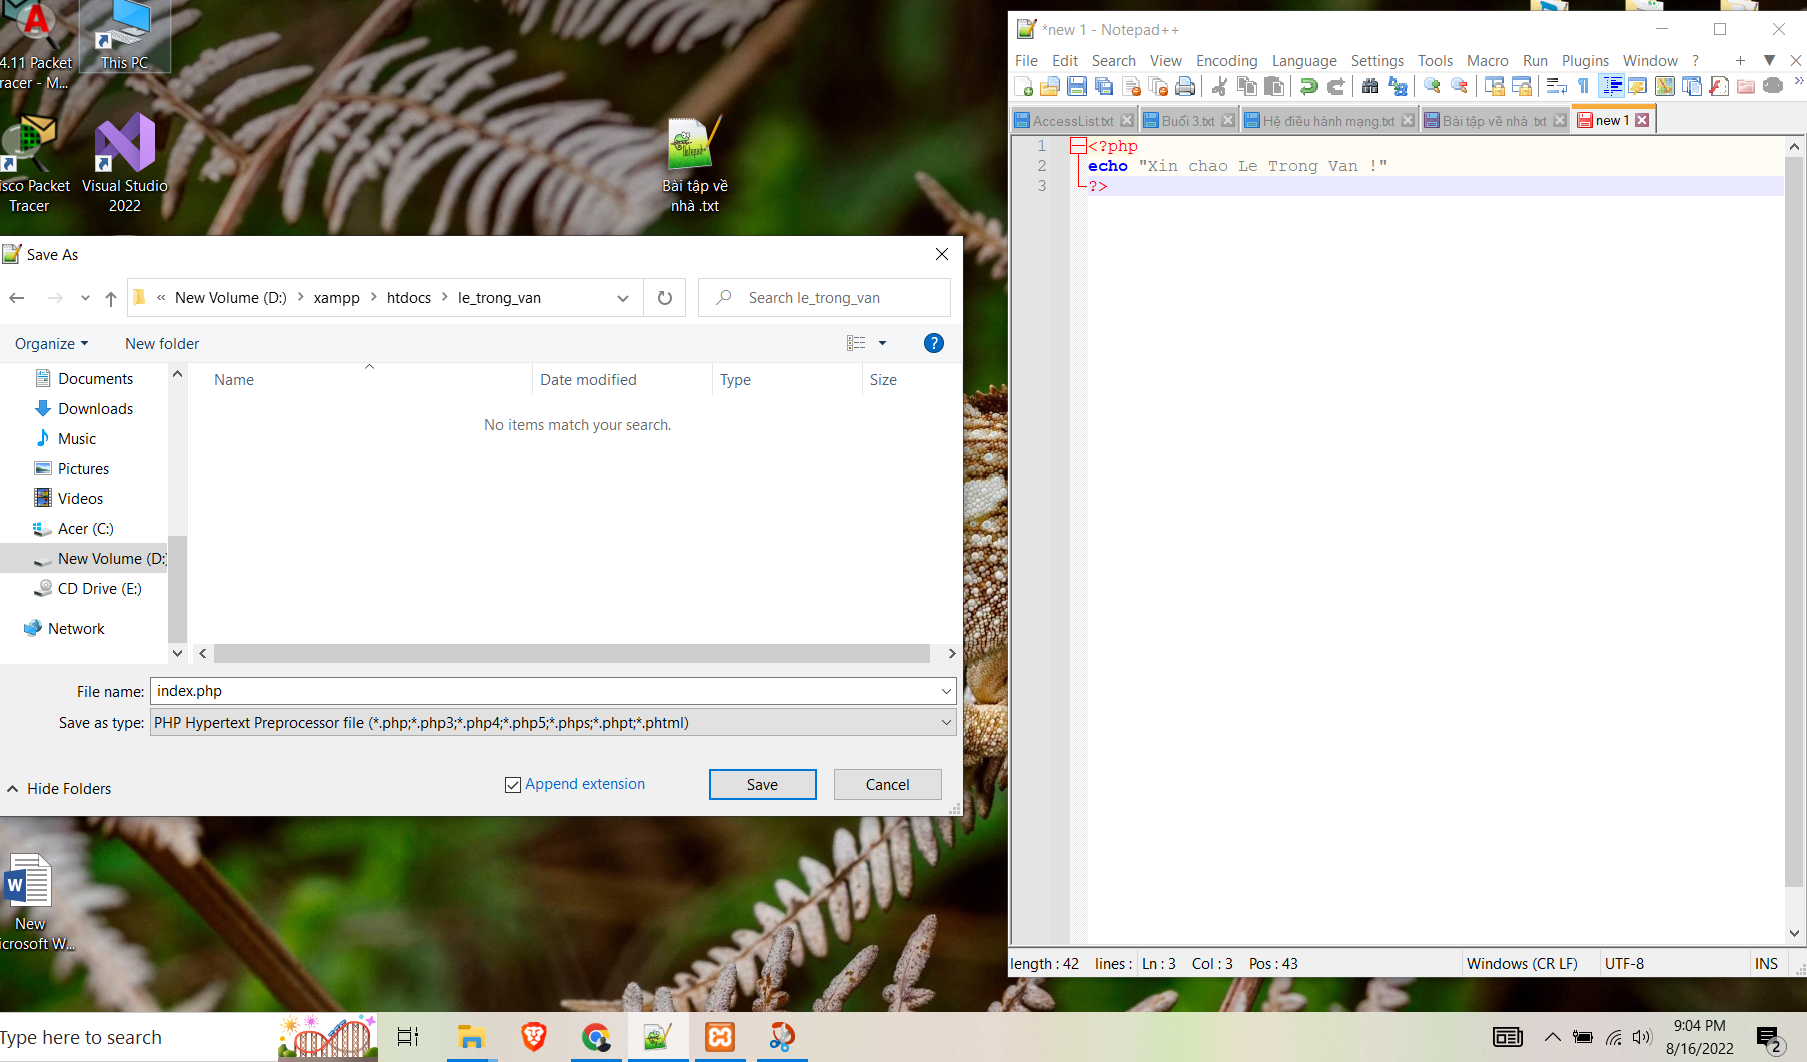 4.11 Packet
racer - M...
This PC
isco Packet
Tracer
Visual Studio
2022
Bài tập về
nhà .txt
Save As
« New Volume (D:) > xampp > htdocs > le_trong_van
Search le_trong_van
Organize
New folder
Documents
Downloads
Music
Pictures
Videos
Acer (C:)
New Volume (D:)
CD Drive (E:)
Network
Name
Date modified
Type
Size
No items match your search.
File name: index.php
Save as type: PHP Hypertext Preprocessor file (*.php;*.php3;*.php4;*.php5;*.phps;*.phpt;*.phtml)
Hide Folders
Append extension
Save
Cancel
New
icrosoft W...
*new 1 - Notepad++
File Edit Search View Encoding Language Settings Tools Macro Run Plugins Window ?
AccessList.txt
Buổi 3.txt
Hệ điều hành mạng.txt
Bài tập về nhà .txt
new 1
1 <?php
2 echo "Xin chao Le Trong Van !"
3 ?>
length : 42 lines : Ln : 3 Col : 3 Pos : 43
Windows (CR LF)
UTF-8
INS
Type here to search
9:04 PM
8/16/2022
2